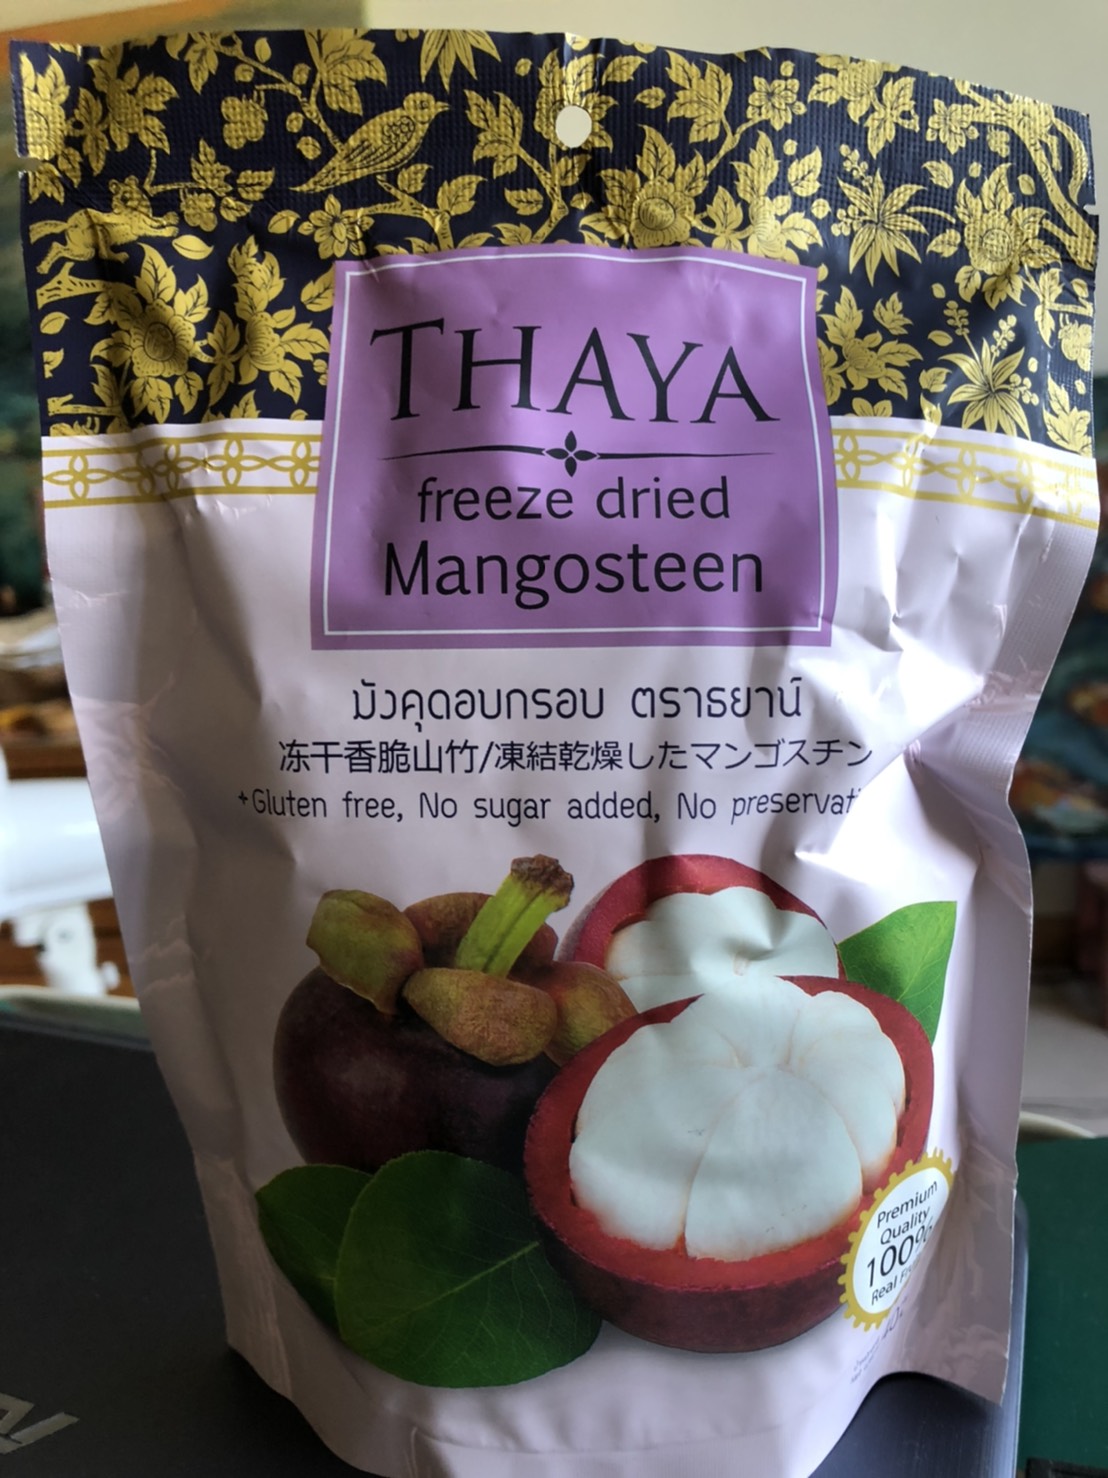 THAYA
freeze dried
Mangosteen
มังคุดอบกรอบ ตราธยาน์
冻干香脆山竹/凍結乾燥したマンゴスチン
+Gluten free, No sugar added, No
Premium
Quality
100%
Real